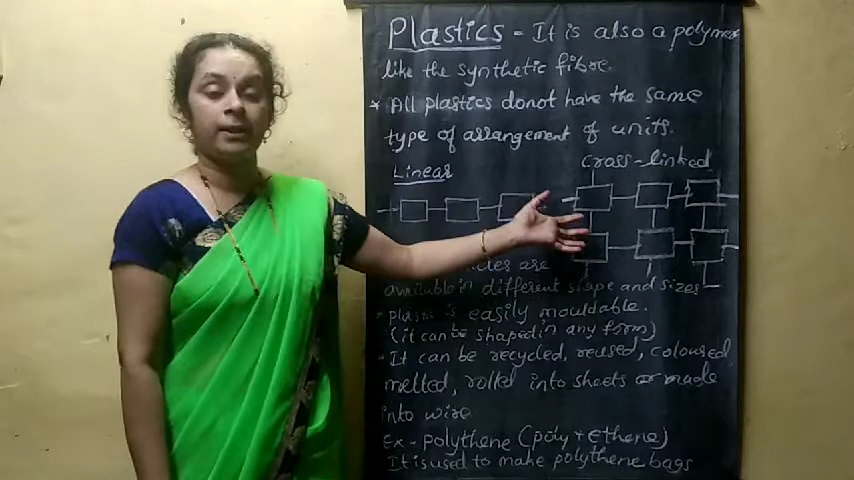 Plastics - It is also a polymer
like the synthetic fibre.
* All plastics donot have the same
type of arrangement of units.
Cross-linked
Linear
are
available in different shape and sizes
• plastic is easily mouldable.
(it can be shaped in any form)
• It can be recycled, reused, coloured
melted, rolled into sheets or made
into wire
Ex- polythene (poly + ethene)
It is used to make polythene bags